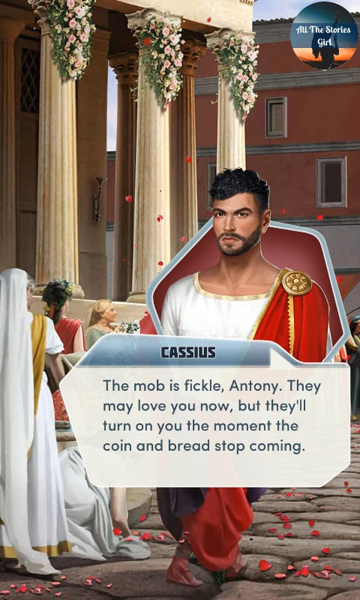 All The Stories
Girl
CASSIUS
The mob is fickle, Antony. They
may love you now, but they'll
turn on you the moment the
coin and bread stop coming.